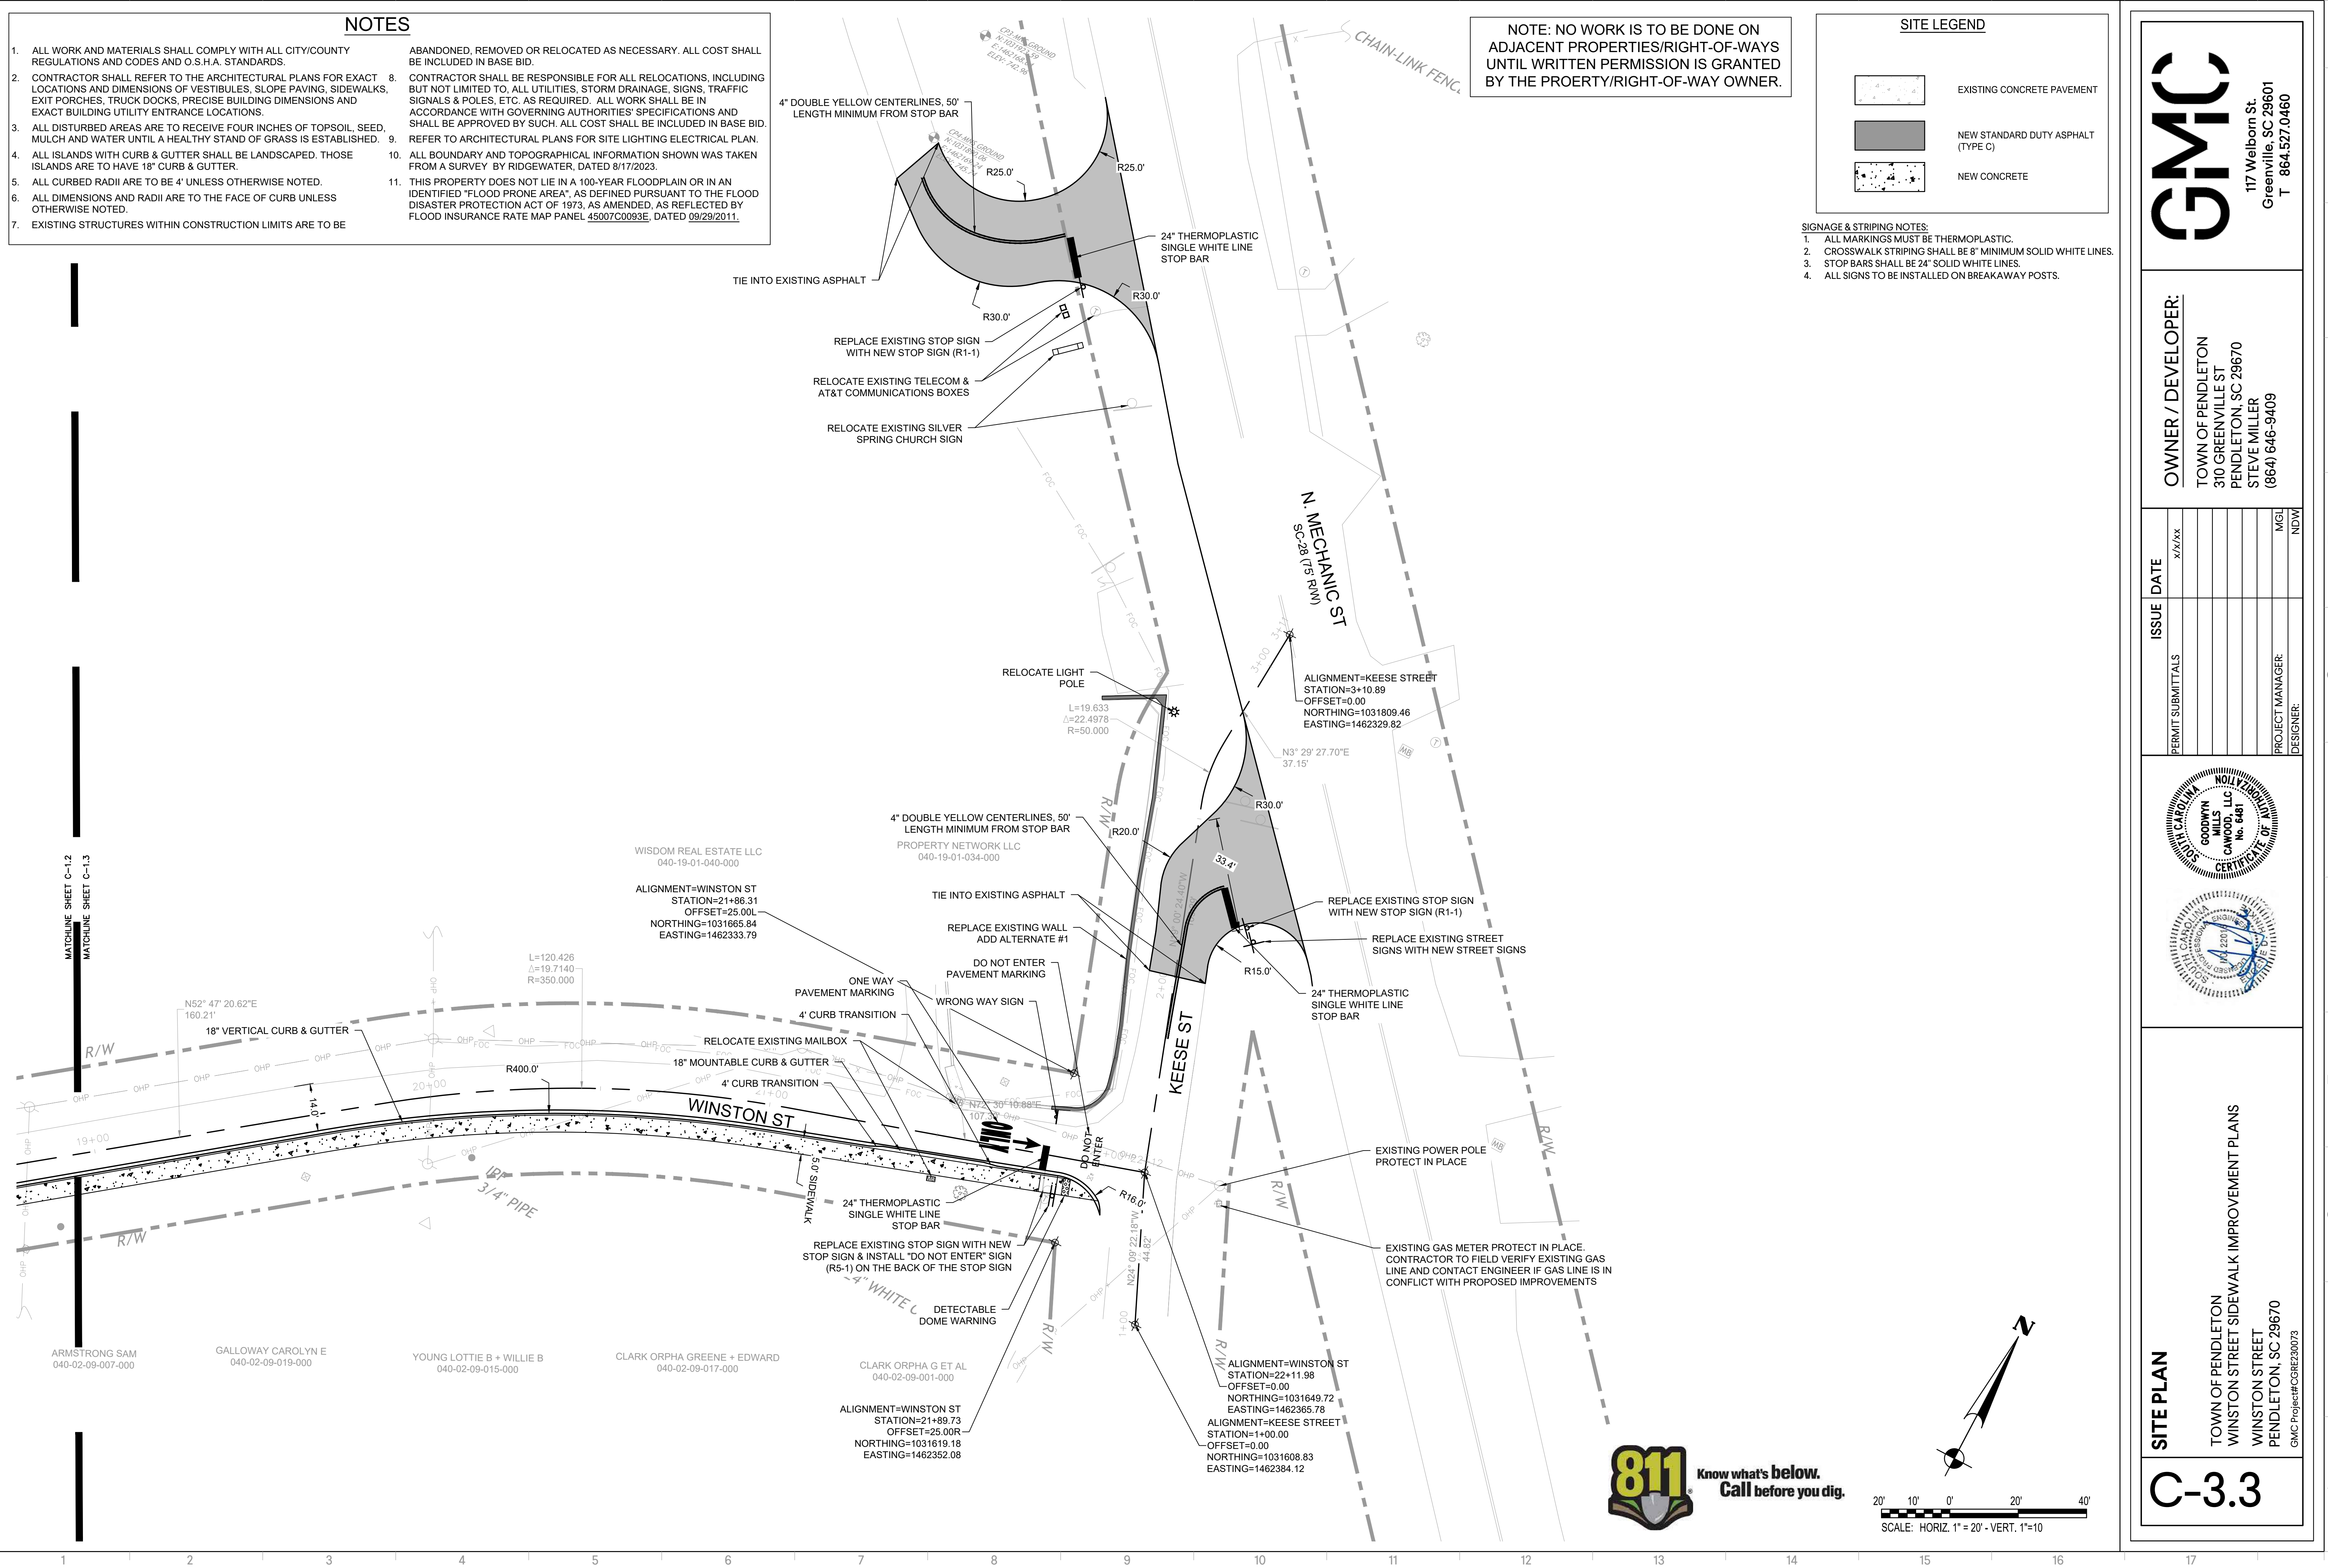 NOTES
1. ALL WORK AND MATERIALS SHALL COMPLY WITH ALL CITY/COUNTY
REGULATIONS AND CODES AND O.S.H.A. STANDARDS.
2. CONTRACTOR SHALL REFER TO THE ARCHITECTURAL PLANS FOR EXACT
LOCATIONS AND DIMENSIONS OF VESTIBULES, SLOPE PAVING, SIDEWALKS,
EXIT PORCHES, TRUCK DOCKS, PRECISE BUILDING DIMENSIONS AND
EXACT BUILDING UTILITY ENTRANCE LOCATIONS.
3. ALL DISTURBED AREAS ARE TO RECEIVE FOUR INCHES OF TOPSOIL, SEED,
MULCH AND WATER UNTIL A HEALTHY STAND OF GRASS IS ESTABLISHED.
4. ALL ISLANDS WITH CURB & GUTTER SHALL BE LANDSCAPED. THOSE
ISLANDS ARE TO HAVE 18" CURB & GUTTER.
5. ALL CURBED RADII ARE TO BE 4' UNLESS OTHERWISE NOTED.
6. ALL DIMENSIONS AND RADII ARE TO THE FACE OF CURB UNLESS
OTHERWISE NOTED.
7. EXISTING STRUCTURES WITHIN CONSTRUCTION LIMITS ARE TO BE
ABANDONED, REMOVED OR RELOCATED AS NECESSARY. ALL COST SHALL
BE INCLUDED IN BASE BID.
8. CONTRACTOR SHALL BE RESPONSIBLE FOR ALL RELOCATIONS, INCLUDING
BUT NOT LIMITED TO, ALL UTILITIES, STORM DRAINAGE, SIGNS, TRAFFIC
SIGNALS & POLES, ETC. AS REQUIRED. ALL WORK SHALL BE IN
ACCORDANCE WITH GOVERNING AUTHORITIES' SPECIFICATIONS AND
SHALL BE APPROVED BY SUCH. ALL COST SHALL BE INCLUDED IN BASE BID.
9. REFER TO ARCHITECTURAL PLANS FOR SITE LIGHTING ELECTRICAL PLAN.
10. ALL BOUNDARY AND TOPOGRAPHICAL INFORMATION SHOWN WAS TAKEN
FROM A SURVEY BY RIDGEWATER, DATED 8/17/2023.
11. THIS PROPERTY DOES NOT LIE IN A 100-YEAR FLOODPLAIN OR IN AN
IDENTIFIED "FLOOD PRONE AREA", AS DEFINED PURSUANT TO THE FLOOD
DISASTER PROTECTION ACT OF 1973, AS AMENDED, AS REFLECTED BY
FLOOD INSURANCE RATE MAP PANEL 45007C0093E, DATED 09/29/2011.
NOTE: NO WORK IS TO BE DONE ON
ADJACENT PROPERTIES/RIGHT-OF-WAYS
UNTIL WRITTEN PERMISSION IS GRANTED
BY THE PROERTY/RIGHT-OF-WAY OWNER.
SITE LEGEND
EXISTING CONCRETE PAVEMENT
NEW STANDARD DUTY ASPHALT
(TYPE C)
NEW CONCRETE
SIGNAGE & STRIPING NOTES:
1. ALL MARKINGS MUST BE THERMOPLASTIC.
2. CROSSWALK STRIPING SHALL BE 8" MINIMUM SOLID WHITE LINES.
3. STOP BARS SHALL BE 24" SOLID WHITE LINES.
4. ALL SIGNS TO BE INSTALLED ON BREAKAWAY POSTS.
CHAIN-LINK FENC
4" DOUBLE YELLOW CENTERLINES, 50'
LENGTH MINIMUM FROM STOP BAR
R25.0'
R25.0'
24" THERMOPLASTIC
SINGLE WHITE LINE
STOP BAR
TIE INTO EXISTING ASPHALT
R30.0'
R30.0'
REPLACE EXISTING STOP SIGN
WITH NEW STOP SIGN (R1-1)
RELOCATE EXISTING TELECOM &
AT&T COMMUNICATIONS BOXES
RELOCATE EXISTING SILVER
SPRING CHURCH SIGN
FOC
FOC
FOC
N. MECHANIC ST
SC-28 (75' R/W)
3+00
RELOCATE LIGHT
POLE
L=19.633
Δ=22.4978
R=50.000
ALIGNMENT=KEESE STREET
STATION=3+10.89
OFFSET=0.00
NORTHING=1031809.46
EASTING=1462329.82
N3° 29' 27.70"E
37.15'
MB
R30.0'
4" DOUBLE YELLOW CENTERLINES, 50'
LENGTH MINIMUM FROM STOP BAR
R20.0'
R/W
33.4'
WISDOM REAL ESTATE LLC
040-19-01-040-000
PROPERTY NETWORK LLC
040-19-01-034-000
ALIGNMENT=WINSTON ST
STATION=21+86.31
OFFSET=25.00L
NORTHING=1031665.84
EASTING=1462333.79
TIE INTO EXISTING ASPHALT
REPLACE EXISTING STOP SIGN
WITH NEW STOP SIGN (R1-1)
REPLACE EXISTING WALL
ADD ALTERNATE #1
REPLACE EXISTING STREET
SIGNS WITH NEW STREET SIGNS
DO NOT ENTER
PAVEMENT MARKING
R15.0'
ONE WAY
PAVEMENT MARKING
WRONG WAY SIGN
24" THERMOPLASTIC
SINGLE WHITE LINE
STOP BAR
4' CURB TRANSITION
L=120.426
Δ=19.7140
R=350.000
N52° 47' 20.62"E
160.21'
18" VERTICAL CURB & GUTTER
RELOCATE EXISTING MAILBOX
18" MOUNTABLE CURB & GUTTER
4' CURB TRANSITION
R400.0'
R/W
14.0'
19+00
20+00
21+00
WINSTON ST
N72° 30' 10.88"E
KEESE ST
ONLY
DO NOT
ENTER
5.0' SIDEWALK
IRF
3/4" PIPE
R/W
R16.0'
EXISTING POWER POLE
PROTECT IN PLACE
MB
R/W
R/W
24" THERMOPLASTIC
SINGLE WHITE LINE
STOP BAR
REPLACE EXISTING STOP SIGN WITH NEW
STOP SIGN & INSTALL "DO NOT ENTER" SIGN
(R5-1) ON THE BACK OF THE STOP SIGN
N24° 09' 22.18"W
44.82'
EXISTING GAS METER PROTECT IN PLACE.
CONTRACTOR TO FIELD VERIFY EXISTING GAS
LINE AND CONTACT ENGINEER IF GAS LINE IS IN
CONFLICT WITH PROPOSED IMPROVEMENTS
DETECTABLE
DOME WARNING
1+00
R/W
R/W
ARMSTRONG SAM
040-02-09-007-000
GALLOWAY CAROLYN E
040-02-09-019-000
YOUNG LOTTIE B + WILLIE B
040-02-09-015-000
CLARK ORPHA GREENE + EDWARD
040-02-09-017-000
CLARK ORPHA G ET AL
040-02-09-001-000
ALIGNMENT=WINSTON ST
STATION=22+11.98
OFFSET=0.00
NORTHING=1031649.72
EASTING=1462365.78
ALIGNMENT=KEESE STREET
STATION=1+00.00
OFFSET=0.00
NORTHING=1031608.83
EASTING=1462384.12
ALIGNMENT=WINSTON ST
STATION=21+89.73
OFFSET=25.00R
NORTHING=1031619.18
EASTING=1462352.08
MATCHLINE SHEET C-1.2
MATCHLINE SHEET C-1.3
811
Know what's below.
Call before you dig.
N
20' 10' 0' 20' 40'
SCALE: HORIZ. 1" = 20' - VERT. 1"=10
GMC
117 Welborn St.
Greenville, SC 29601
T 864.527.0460
OWNER / DEVELOPER:
TOWN OF PENDLETON
310 GREENVILLE ST
PENDLETON, SC 29670
STEVE MILLER
(864) 646-9409
ISSUE DATE
PERMIT SUBMITTALS x/x/xx
PROJECT MANAGER: MGL
DESIGNER: NDW
SOUTH CAROLINA
GOODWYN
MILLS
CAWOOD, LLC
No. 6481
CERTIFICATE OF AUTHORIZATION
SITE PLAN
TOWN OF PENDLETON
WINSTON STREET SIDEWALK IMPROVEMENT PLANS
WINSTON STREET
PENDLETON, SC 29670
GMC Project#CGRE230073
C-3.3
1 2 3 4 5 6 7 8 9 10 11 12 13 14 15 16 17